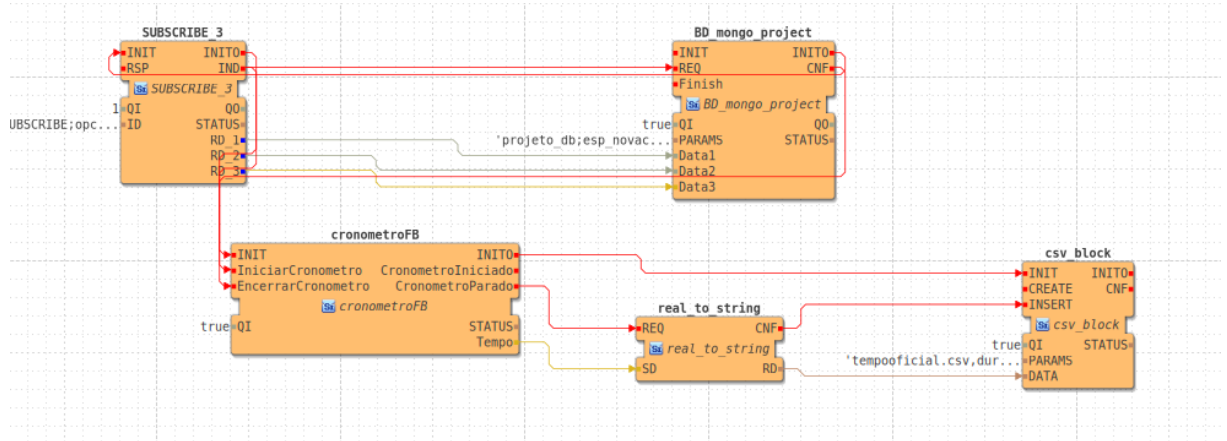 SUBSCRIBE_3
INIT INITO
RSP IND
SUBSCRIBE_3
1 QI QO
UBSCRIBE;opc... ID STATUS
RD_1
RD_2
RD_3
BD_mongo_project
INIT INITO
REQ CNF
Finish
BD_mongo_project
true QI QO
'projeto_db;esp_novac... PARAMS STATUS
Data1
Data2
Data3
cronometroFB
INIT INITO
IniciarCronometro CronometroIniciado
EncerrarCronometro CronometroParado
cronometroFB
true QI STATUS
Tempo
real_to_string
REQ CNF
real_to_string
SD RD
csv_block
INIT INITO
CREATE CNF
INSERT
csv_block
true QI STATUS
'tempooficial.csv,dur... PARAMS
DATA